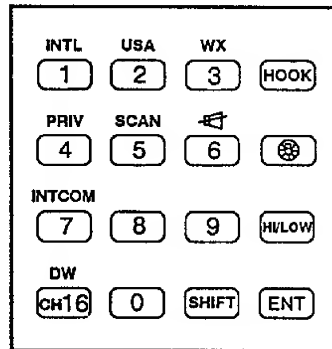 INTL USA WX
1 2 3 HOOK
PRIV SCAN
4 5 6
INTCOM
7 8 9 HI/LOW
DW
CH16 0 SHIFT ENT